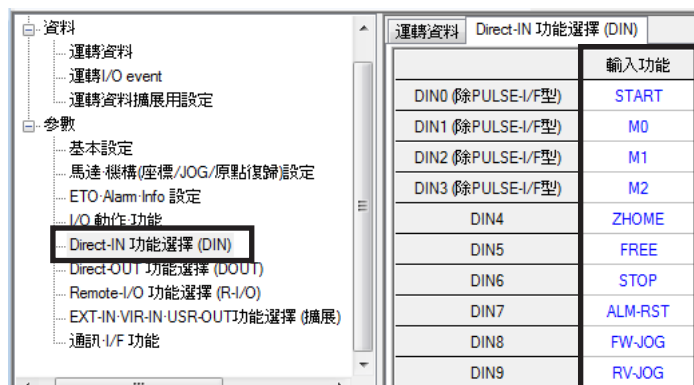 資料
運轉資料
運轉I/O event
運轉資料擴展用設定
參數
基本設定
馬達·機構(座標/JOG/原點復歸)設定
ETO·Alarm·Info 設定
I/O 動作·功能
Direct-IN 功能選擇 (DIN)
Direct-OUT 功能選擇 (DOUT)
Remote-I/O 功能選擇 (R-I/O)
EXT-IN·VIR-IN·USR-OUT功能選擇 (擴展)
通訊·I/F 功能
運轉資料 Direct-IN 功能選擇 (DIN)
輸入功能
DIN0 (除PULSE-I/F型) START
DIN1 (除PULSE-I/F型) M0
DIN2 (除PULSE-I/F型) M1
DIN3 (除PULSE-I/F型) M2
DIN4 ZHOME
DIN5 FREE
DIN6 STOP
DIN7 ALM-RST
DIN8 FW-JOG
DIN9 RV-JOG